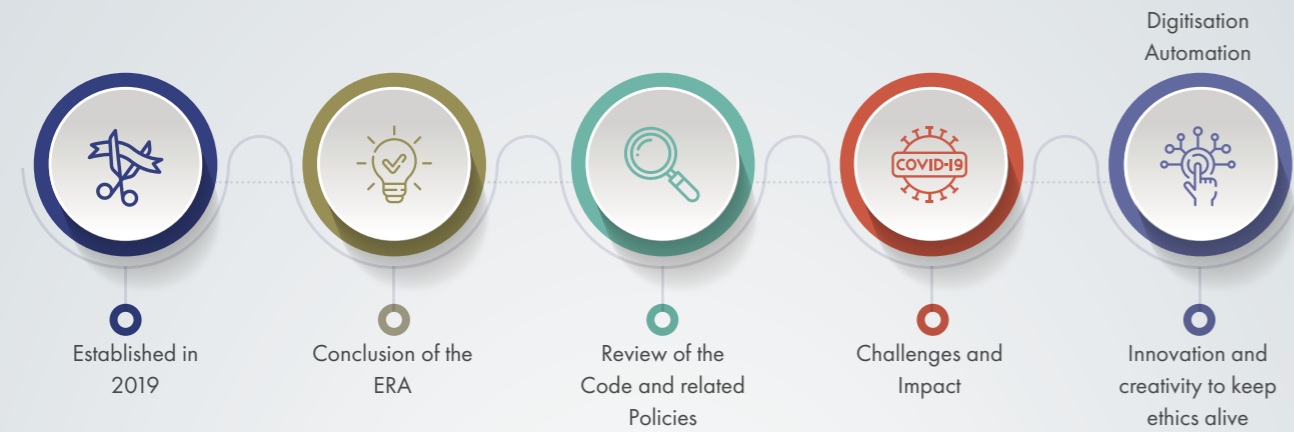 Digitisation
Automation
COVID-19
Established in
2019
Conclusion of the
ERA
Review of the
Code and related
Policies
Challenges and
Impact
Innovation and
creativity to keep
ethics alive